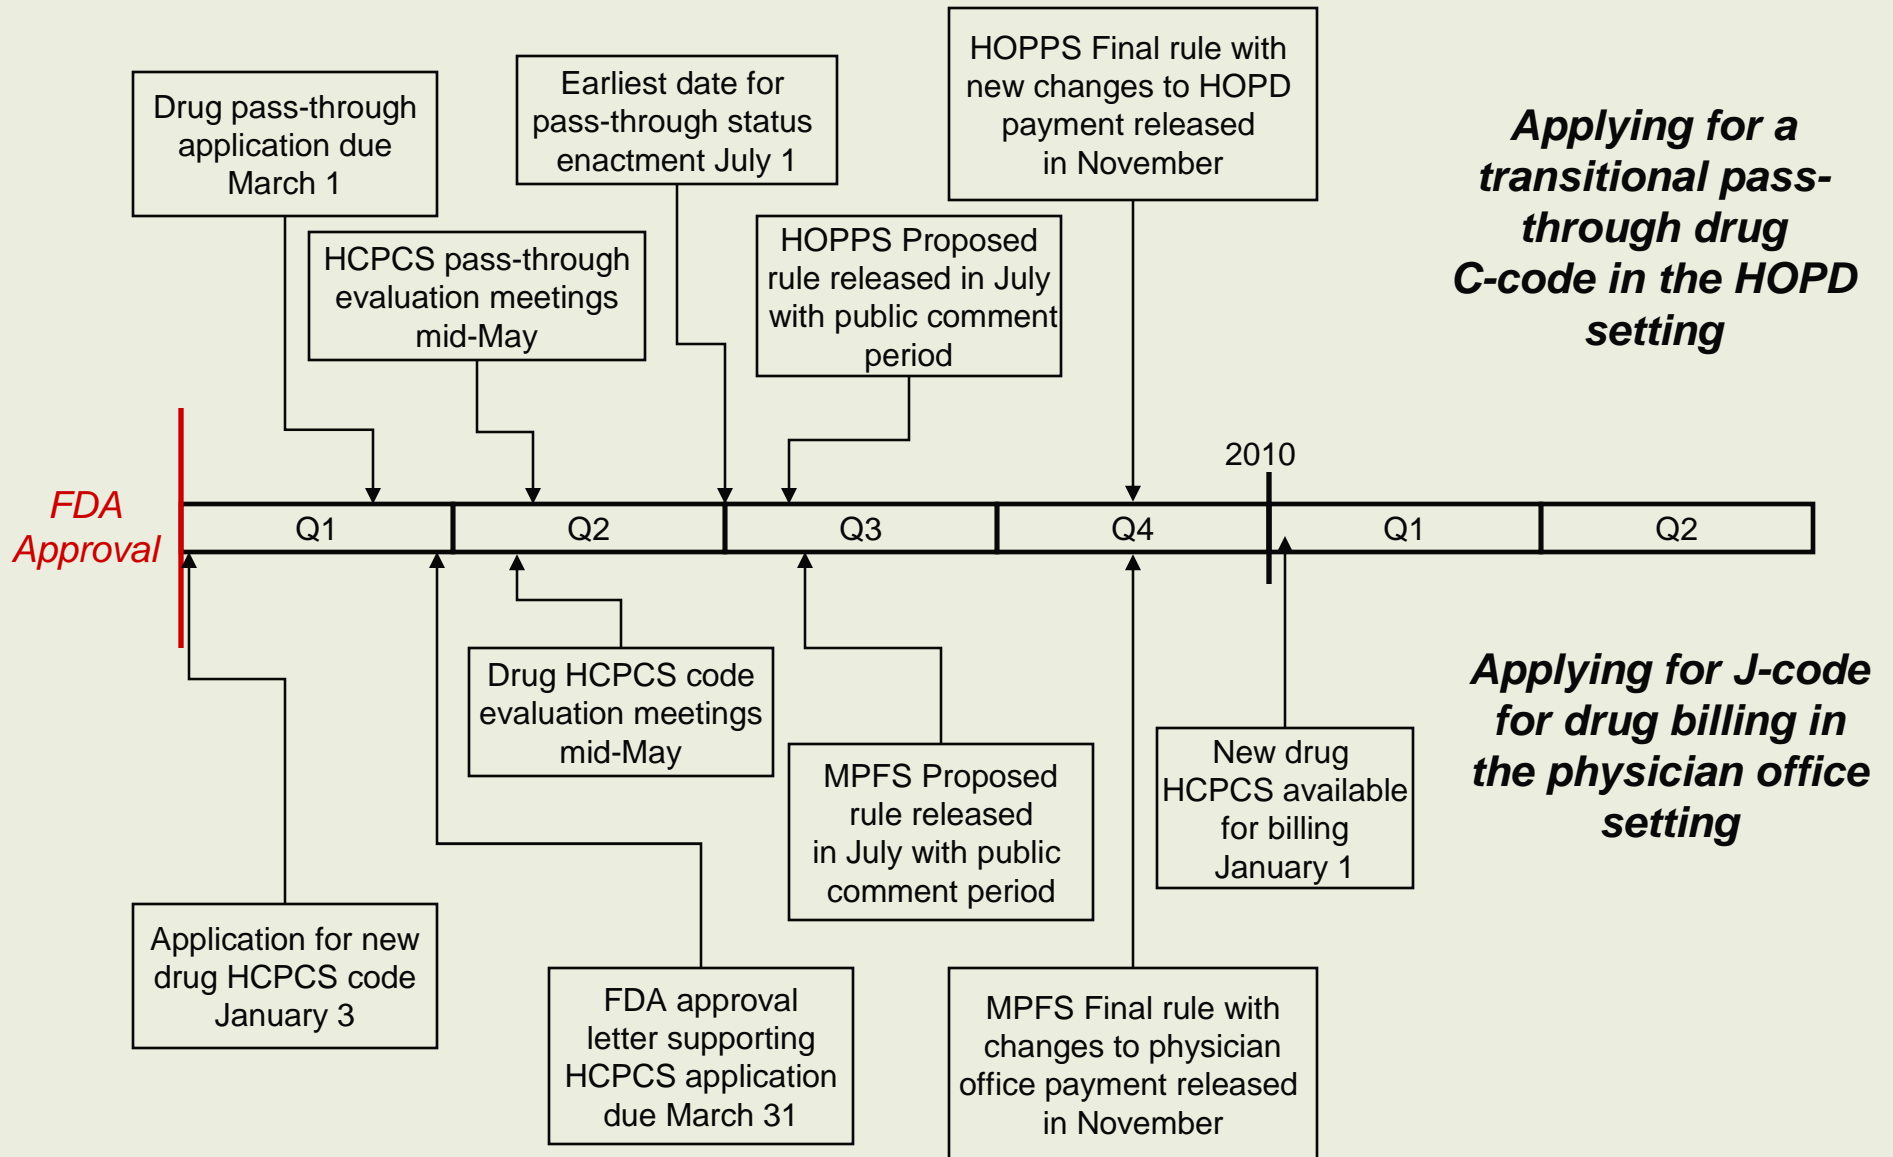 Drug pass-through
application due
March 1
Earliest date for
pass-through status
enactment July 1
HOPPS Final rule with
new changes to HOPD
payment released
in November
HCPCS pass-through
evaluation meetings
mid-May
HOPPS Proposed
rule released in July
with public comment
period
Applying for a
transitional pass-
through drug
C-code in the HOPD
setting
2010
FDA
Approval
Q1
Q2
Q3
Q4
Q1
Q2
Drug HCPCS code
evaluation meetings
mid-May
MPFS Proposed
rule released
in July with public
comment period
New drug
HCPCS available
for billing
January 1
Applying for J-code
for drug billing in
the physician office
setting
Application for new
drug HCPCS code
January 3
FDA approval
letter supporting
HCPCS application
due March 31
MPFS Final rule with
changes to physician
office payment released
in November